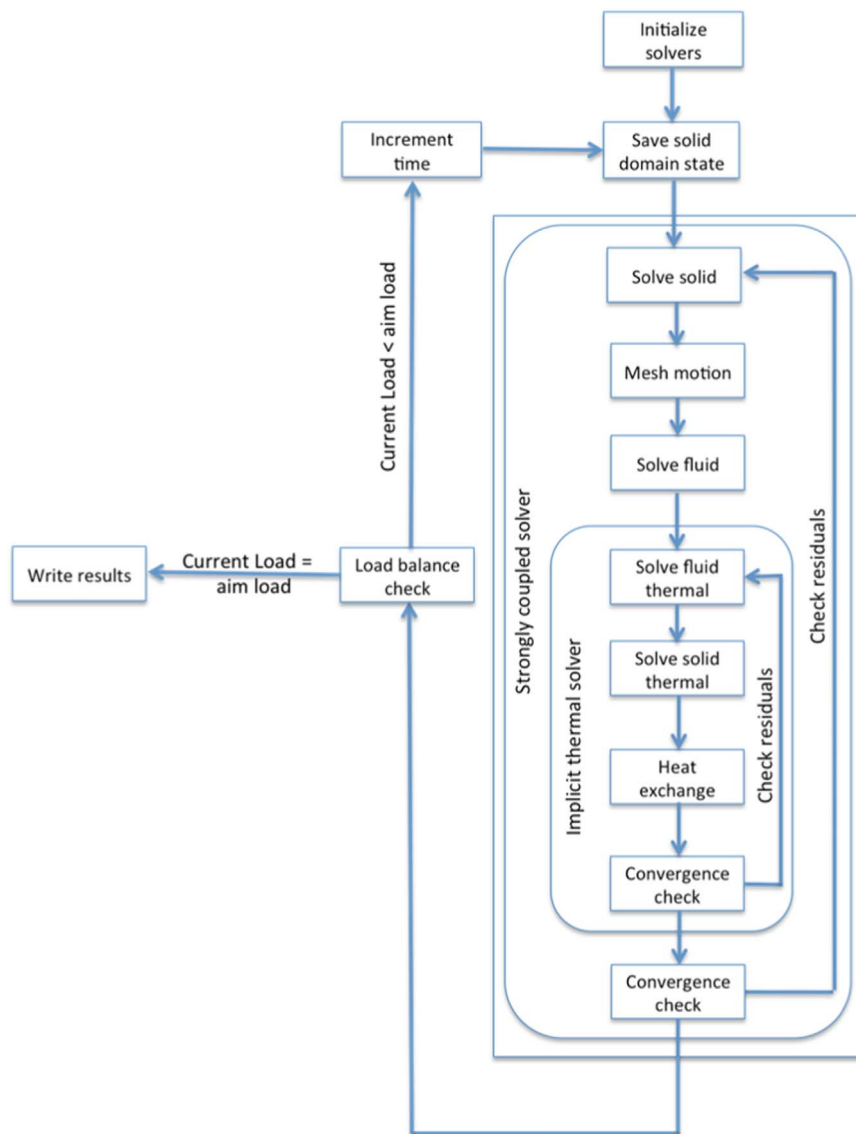 Initialize
solvers
Increment
time
Save solid
domain state
Solve solid
Mesh motion
Solve fluid
Current Load < aim load
Strongly coupled solver
Check residuals
Write results
Current Load =
aim load
Load balance
check
Solve fluid
thermal
Solve solid
thermal
Implicit thermal solver
Check residuals
Heat
exchange
Convergence
check
Convergence
check